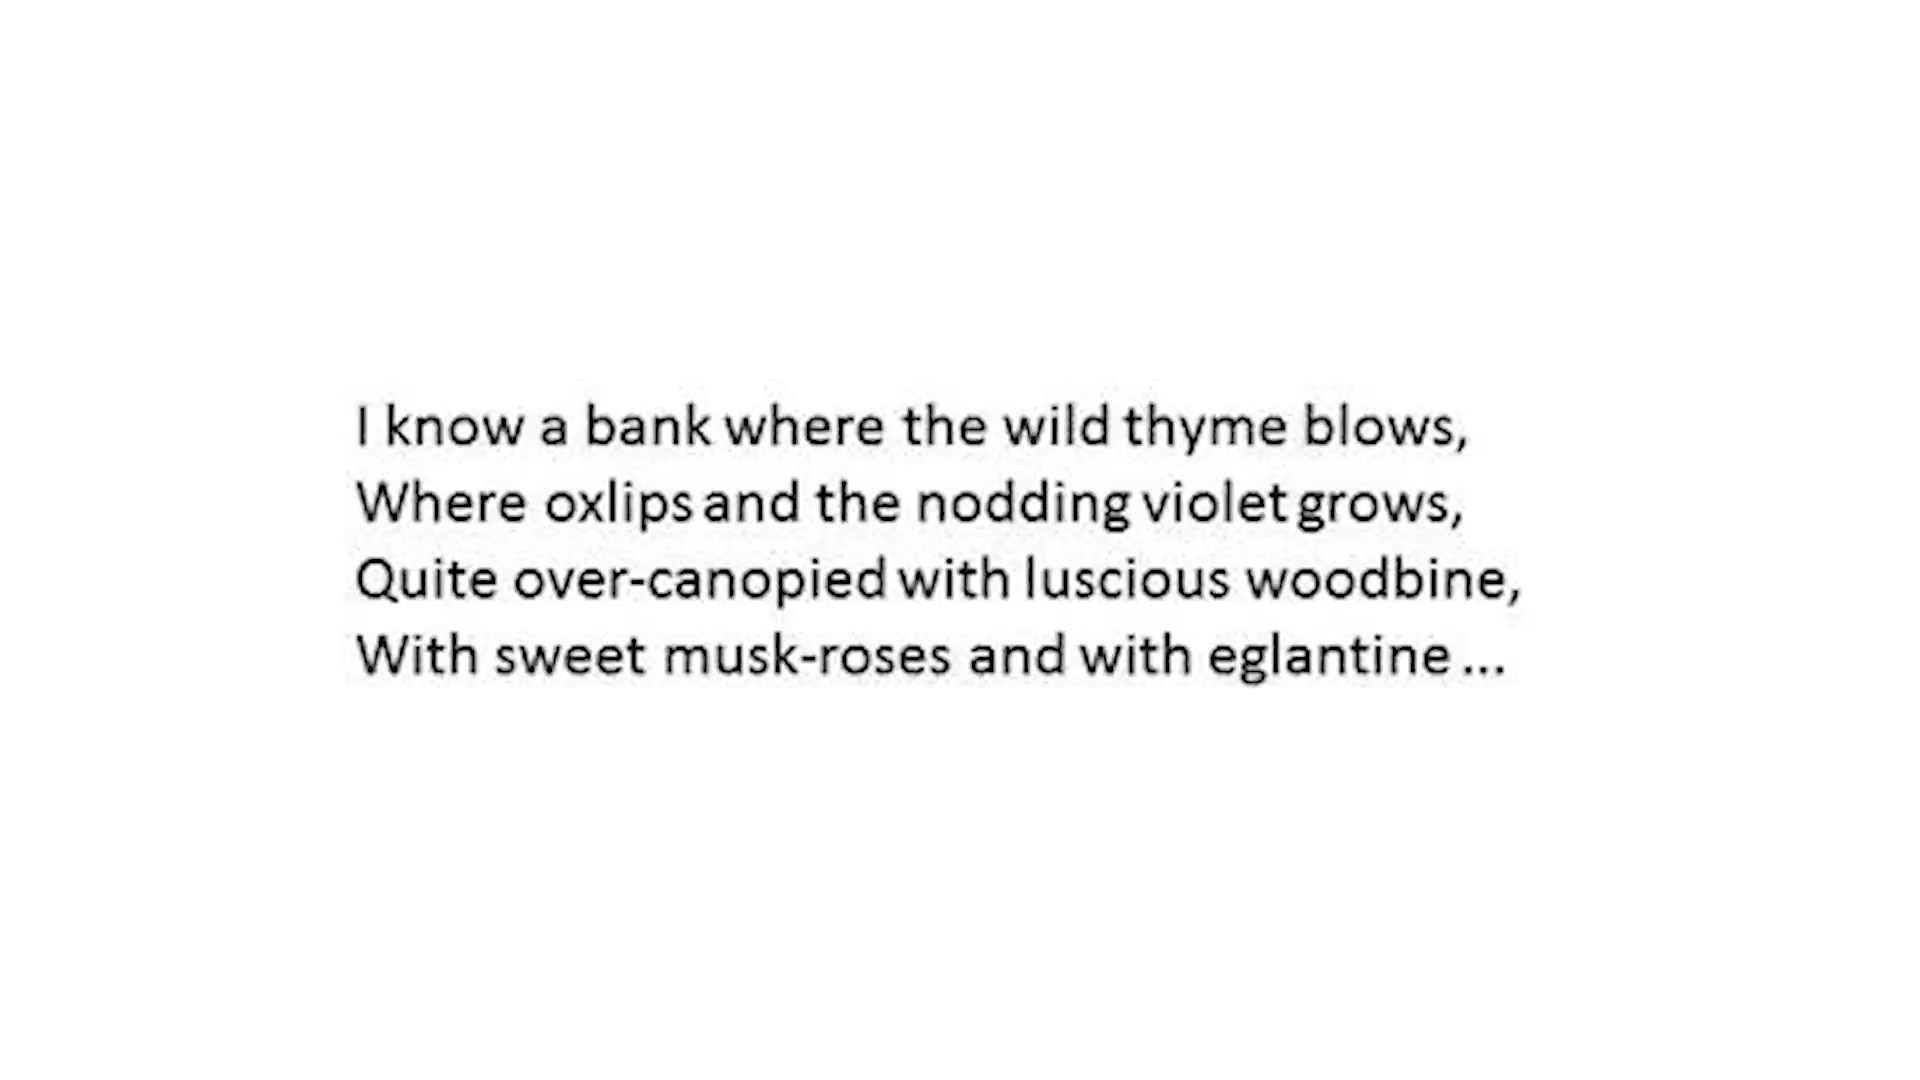 I know a bank where the wild thyme blows,
Where oxlips and the nodding violet grows,
Quite over-canopied with luscious woodbine,
With sweet musk-roses and with eglantine ...